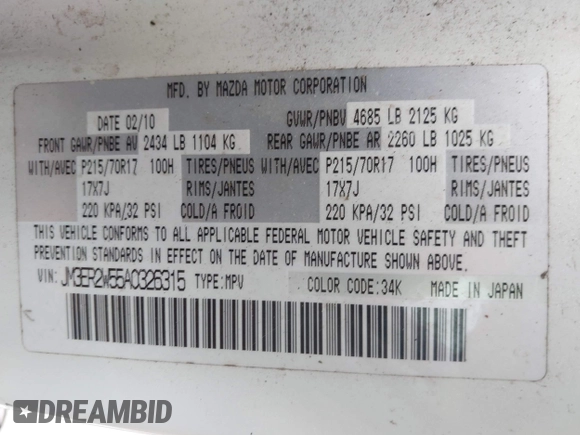 MFD. BY MAZDA MOTOR CORPORATION
DATE 02/10 GVWR/PNBV 4685 LB 2125 KG
FRONT GAWR/PNBE AV 2434 LB 1104 KG REAR GAWR/PNBE AR 2260 LB 1025 KG
WITH/AVEC P215/70R17 100H TIRES/PNEUS WITH/AVEC P215/70R17 100H TIRES/PNEUS
17X7J RIMS/JANTES 17X7J RIMS/JANTES
220 KPA/32 PSI COLD/A FROID 220 KPA/32 PSI COLD/A FROID
THIS VEHICLE CONFORMS TO ALL APPLICABLE FEDERAL MOTOR VEHICLE SAFETY AND THEFT
PREVENTION STANDARDS IN EFFECT ON THE DATE OF MANUFACTURE SHOWN ABOVE.
VIN: JM3ER2W55A0326315 TYPE: MPV COLOR CODE: 34K MADE IN JAPAN
DREAMBID